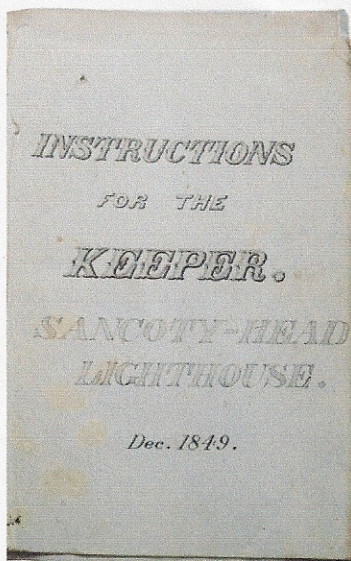 INSTRUCTIONS
FOR THE
KEEPER.
SANCOTY-HEAD
LIGHTHOUSE.
Dec. 1849.